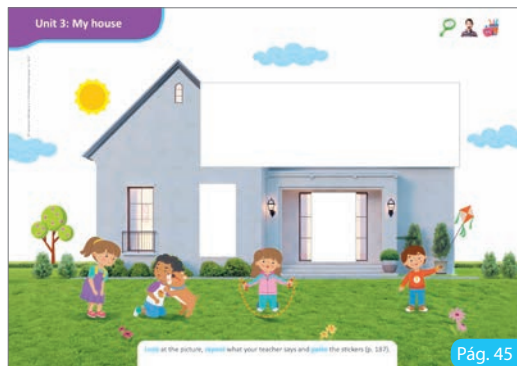 Unit 3: My house
Look at the picture, repeat what your teacher says and paste the stickers (p. 187).
Pág. 45